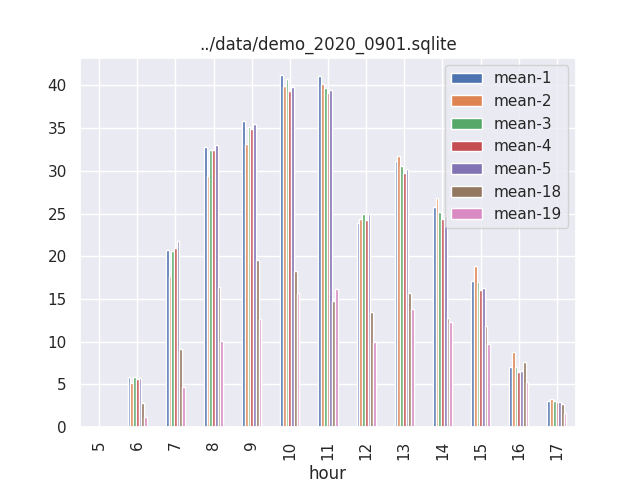 ../data/demo_2020_0901.sqlite
mean-1
mean-2
mean-3
mean-4
mean-5
mean-18
mean-19
40
35
30
25
20
15
10
5
0
5 6 7 8 9 10 11 12 13 14 15 16 17
hour